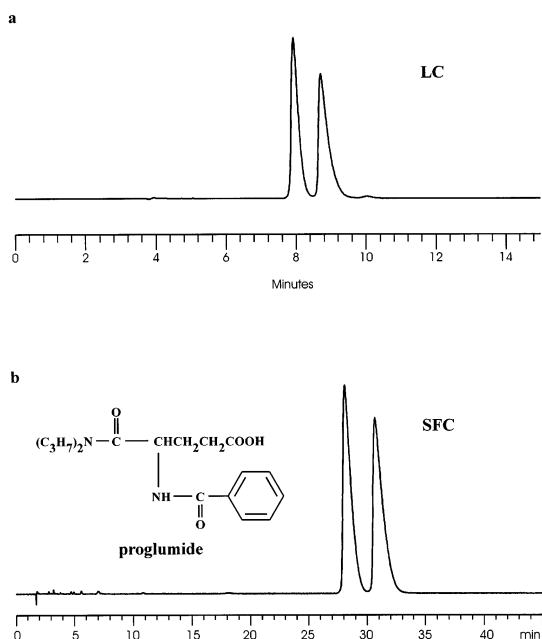 a
LC
0 2 4 6 8 10 12 14
Minutes
b
SFC
O
(C₃H₇)₂N C CHCH₂CH₂COOH
NH C
O
proglumide
0 5 10 15 20 25 30 35 40 min